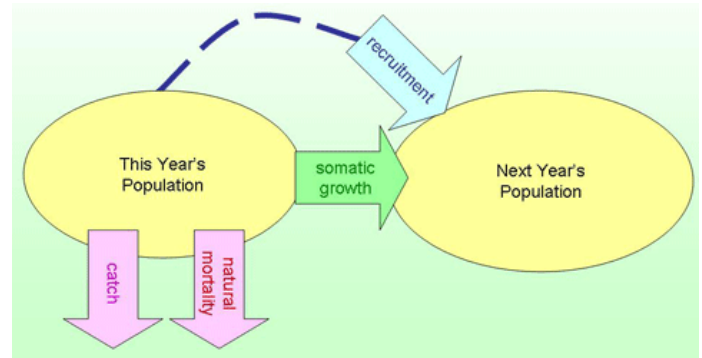 recruitment
This Year's
Population
somatic
growth
Next Year's
Population
catch
natural
mortality